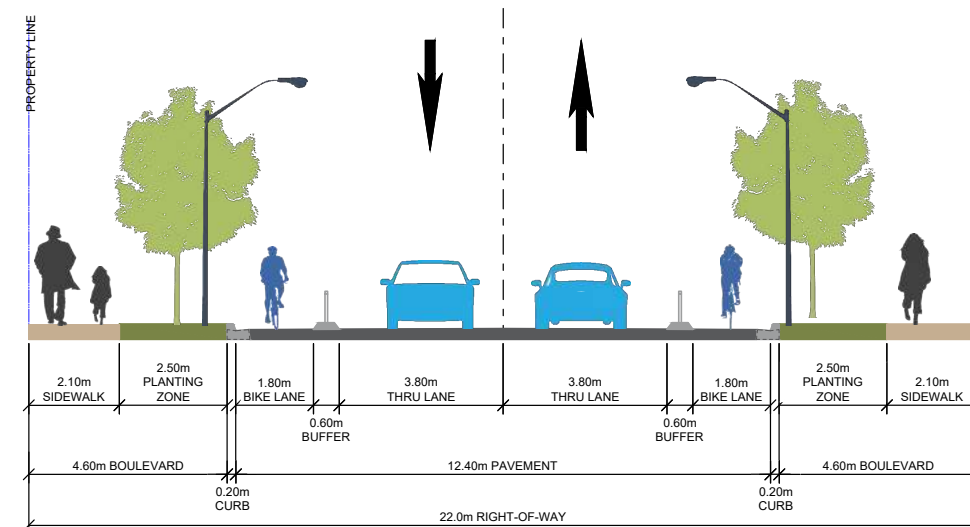 PROPERTY LINE
2.10m
SIDEWALK
2.50m
PLANTING
ZONE
1.80m
BIKE LANE
0.60m
BUFFER
3.80m
THRU LANE
3.80m
THRU LANE
0.60m
BUFFER
1.80m
BIKE LANE
2.50m
PLANTING
ZONE
2.10m
SIDEWALK
4.60m BOULEVARD
0.20m
CURB
12.40m PAVEMENT
0.20m
CURB
4.60m BOULEVARD
22.0m RIGHT-OF-WAY